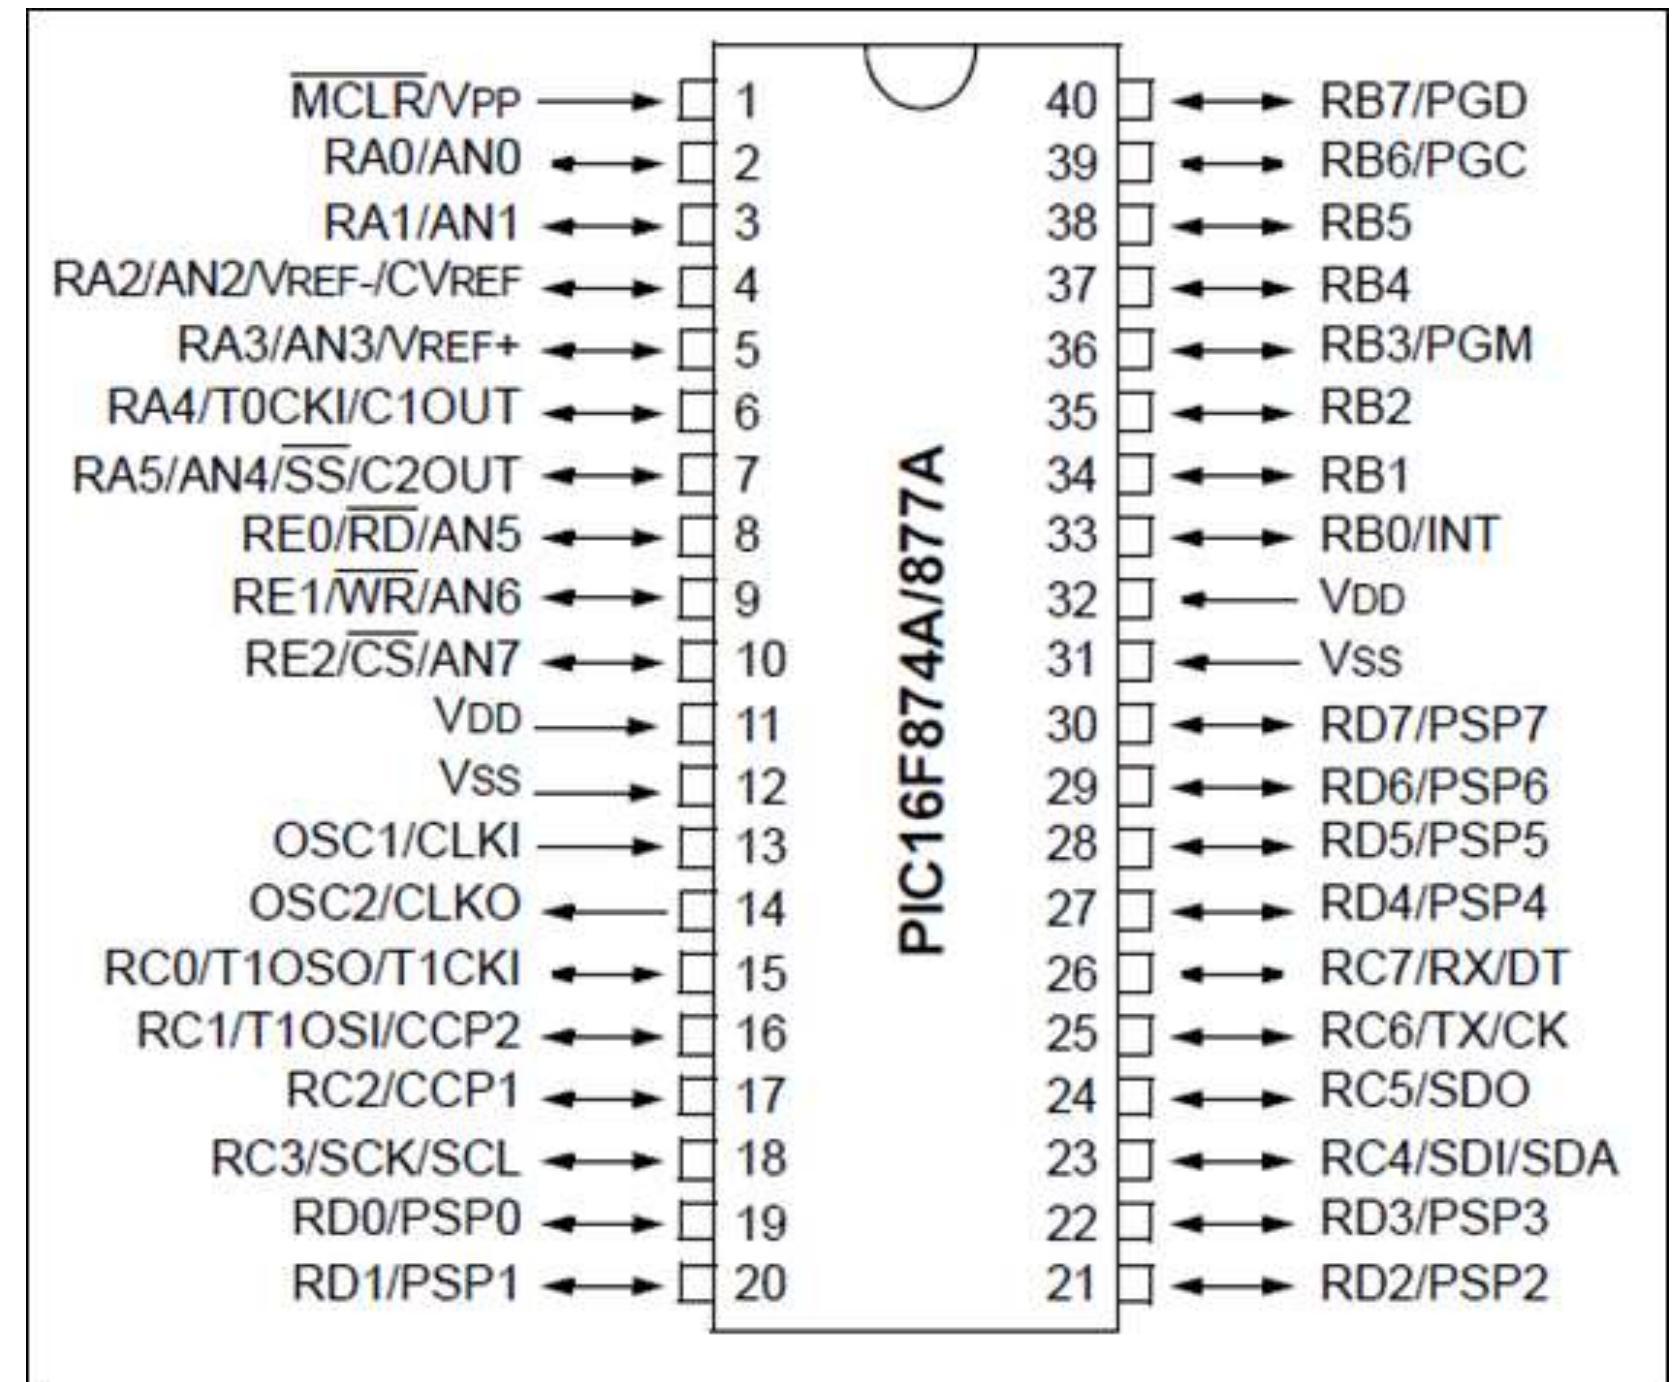 MCLR/VPP 1 40 RB7/PGD
RA0/AN0 2 39 RB6/PGC
RA1/AN1 3 38 RB5
RA2/AN2/VREF-/CVREF 4 37 RB4
RA3/AN3/VREF+ 5 36 RB3/PGM
RA4/T0CKI/C1OUT 6 35 RB2
RA5/AN4/SS/C2OUT 7 34 RB1
RE0/RD/AN5 8 33 RB0/INT
RE1/WR/AN6 9 32 VDD
RE2/CS/AN7 10 31 VSS
VDD 11 30 RD7/PSP7
VSS 12 29 RD6/PSP6
OSC1/CLKI 13 28 RD5/PSP5
OSC2/CLKO 14 27 RD4/PSP4
RC0/T1OSO/T1CKI 15 26 RC7/RX/DT
RC1/T1OSI/CCP2 16 25 RC6/TX/CK
RC2/CCP1 17 24 RC5/SDO
RC3/SCK/SCL 18 23 RC4/SDI/SDA
RD0/PSP0 19 22 RD3/PSP3
RD1/PSP1 20 21 RD2/PSP2
PIC16F874A/877A